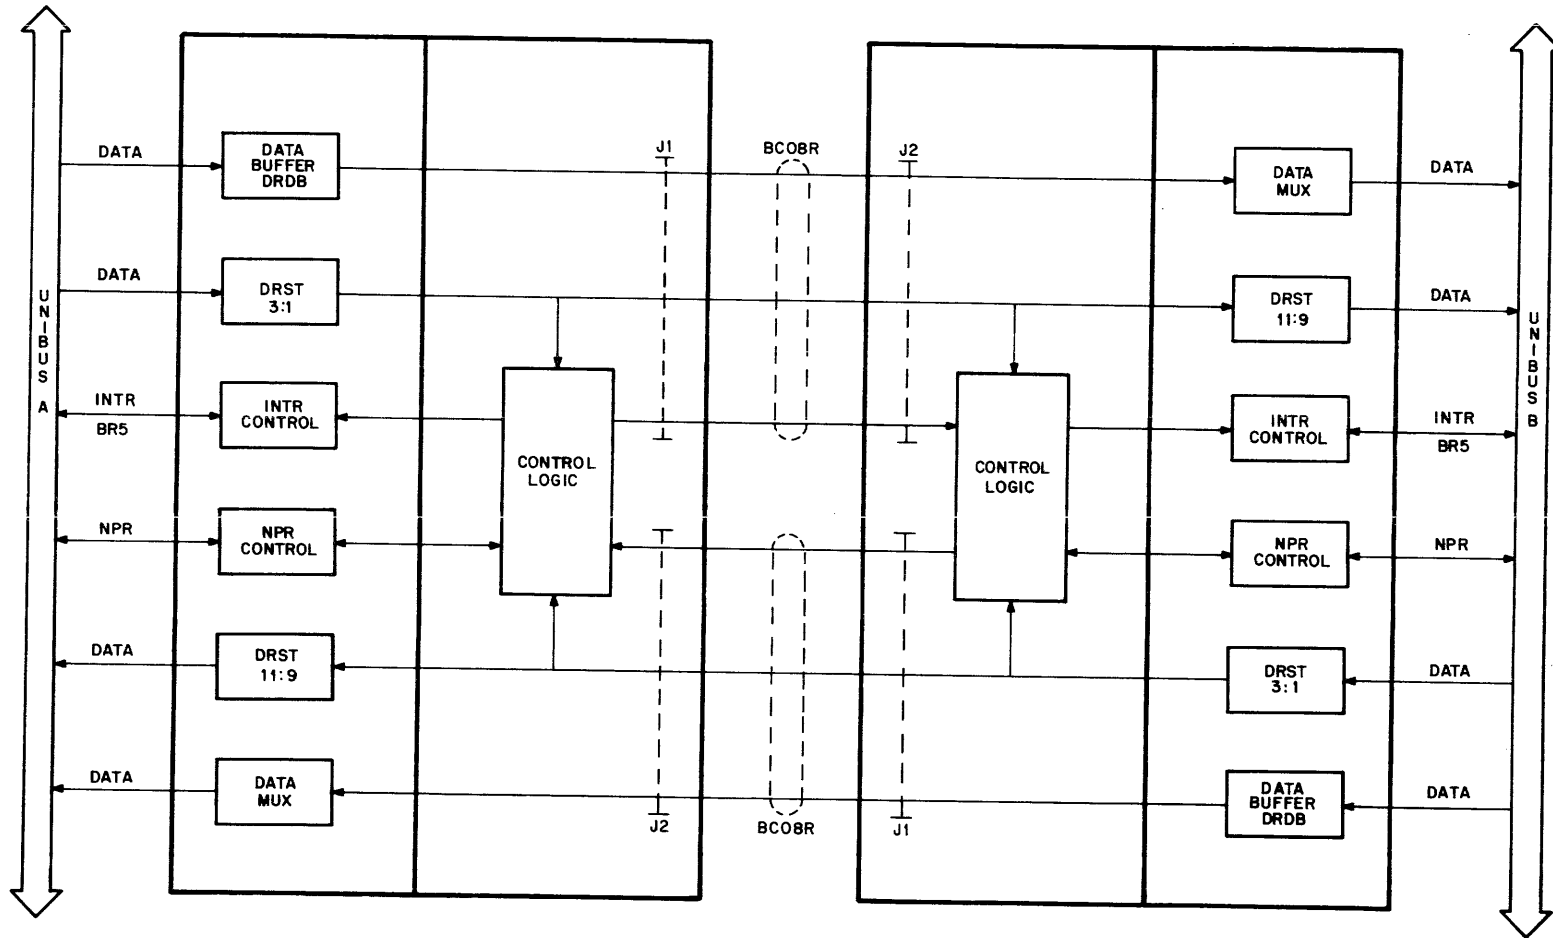 UNIBUS A
DATA
DATA
BUFFER
DRDB
J1
BC08R
J2
DATA
MUX
DATA
DATA
DRST
3:1
DRST
11:9
DATA
INTR
BR5
INTR
CONTROL
CONTROL
LOGIC
CONTROL
LOGIC
INTR
CONTROL
INTR
BR5
NPR
NPR
CONTROL
NPR
CONTROL
NPR
DATA
DRST
11:9
DRST
3:1
DATA
DATA
DATA
MUX
J2
BC08R
J1
DATA
BUFFER
DRDB
DATA
UNIBUS B